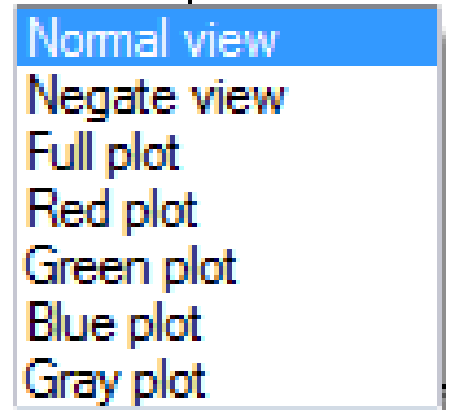 Normal view
Negate view
Full plot
Red plot
Green plot
Blue plot
Gray plot